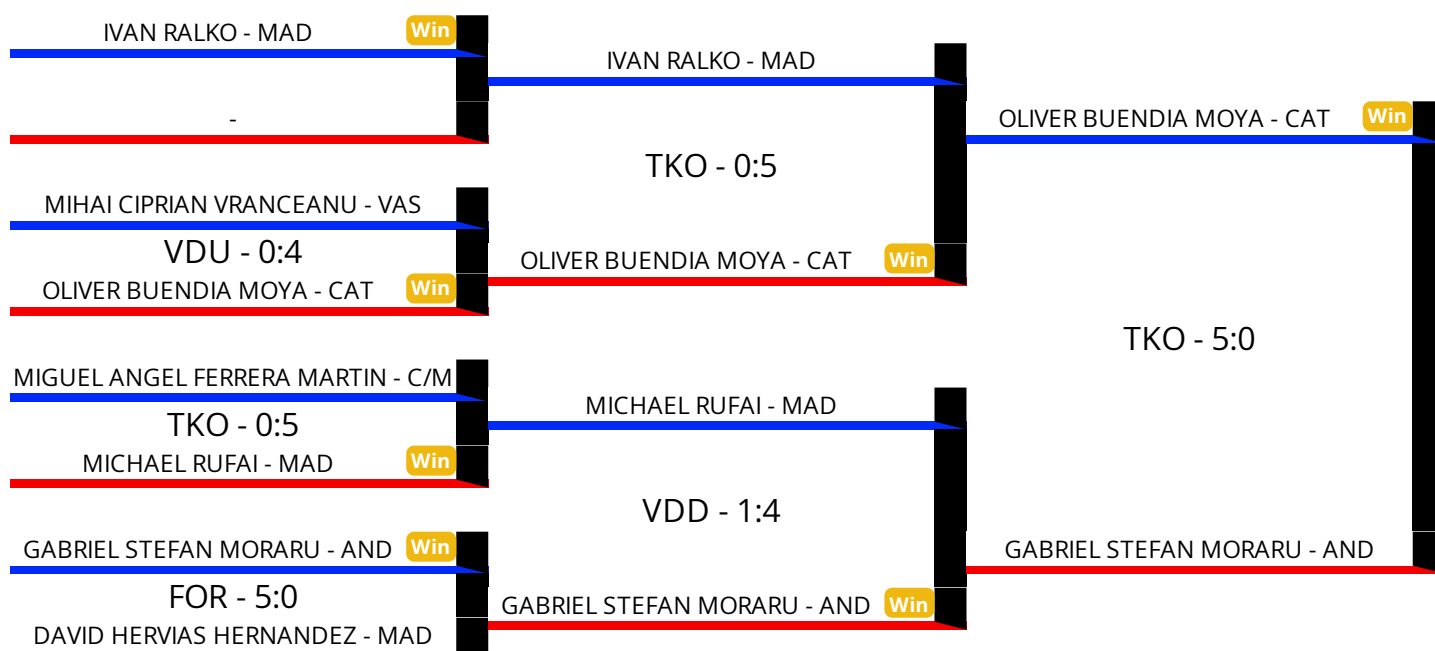 IVAN RALKO - MAD Win
-
MIHAI CIPRIAN VRANCEANU - VAS
VDU - 0:4
OLIVER BUENDIA MOYA - CAT Win
MIGUEL ANGEL FERRERA MARTIN - C/M
TKO - 0:5
MICHAEL RUFAI - MAD Win
GABRIEL STEFAN MORARU - AND Win
FOR - 5:0
DAVID HERVIAS HERNANDEZ - MAD
IVAN RALKO - MAD
TKO - 0:5
OLIVER BUENDIA MOYA - CAT Win
MICHAEL RUFAI - MAD
VDD - 1:4
GABRIEL STEFAN MORARU - AND Win
OLIVER BUENDIA MOYA - CAT Win
TKO - 5:0
GABRIEL STEFAN MORARU - AND